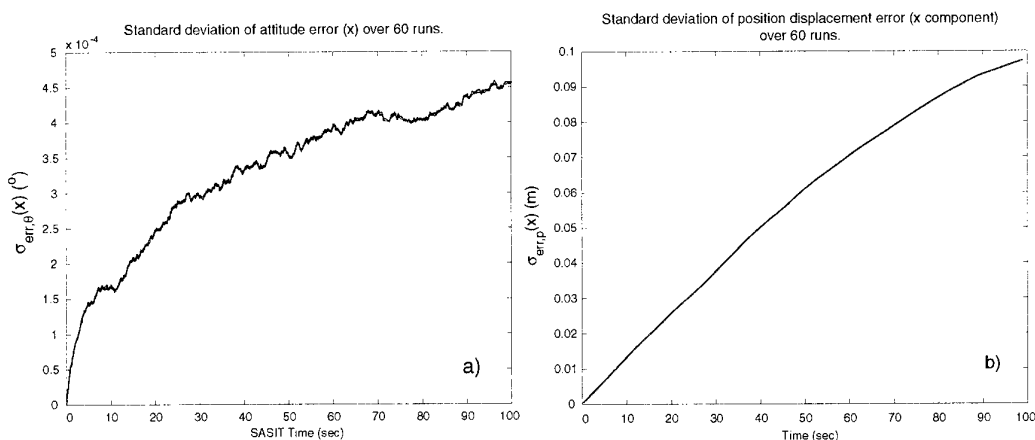 Standard deviation of attitude error (x) over 60 runs.
x 10⁻⁴
5
4.5
4
3.5
3
2.5
2
1.5
1
0.5
0
σerr,θ(x) (°)
0 10 20 30 40 50 60 70 80 90 100
SASIT Time (sec)
a)
Standard deviation of position displacement error (x component)
over 60 runs.
0.1
0.09
0.08
0.07
0.06
0.05
0.04
0.03
0.02
0.01
0
σerr,p(x) (m)
0 10 20 30 40 50 60 70 80 90 100
Time (sec)
b)